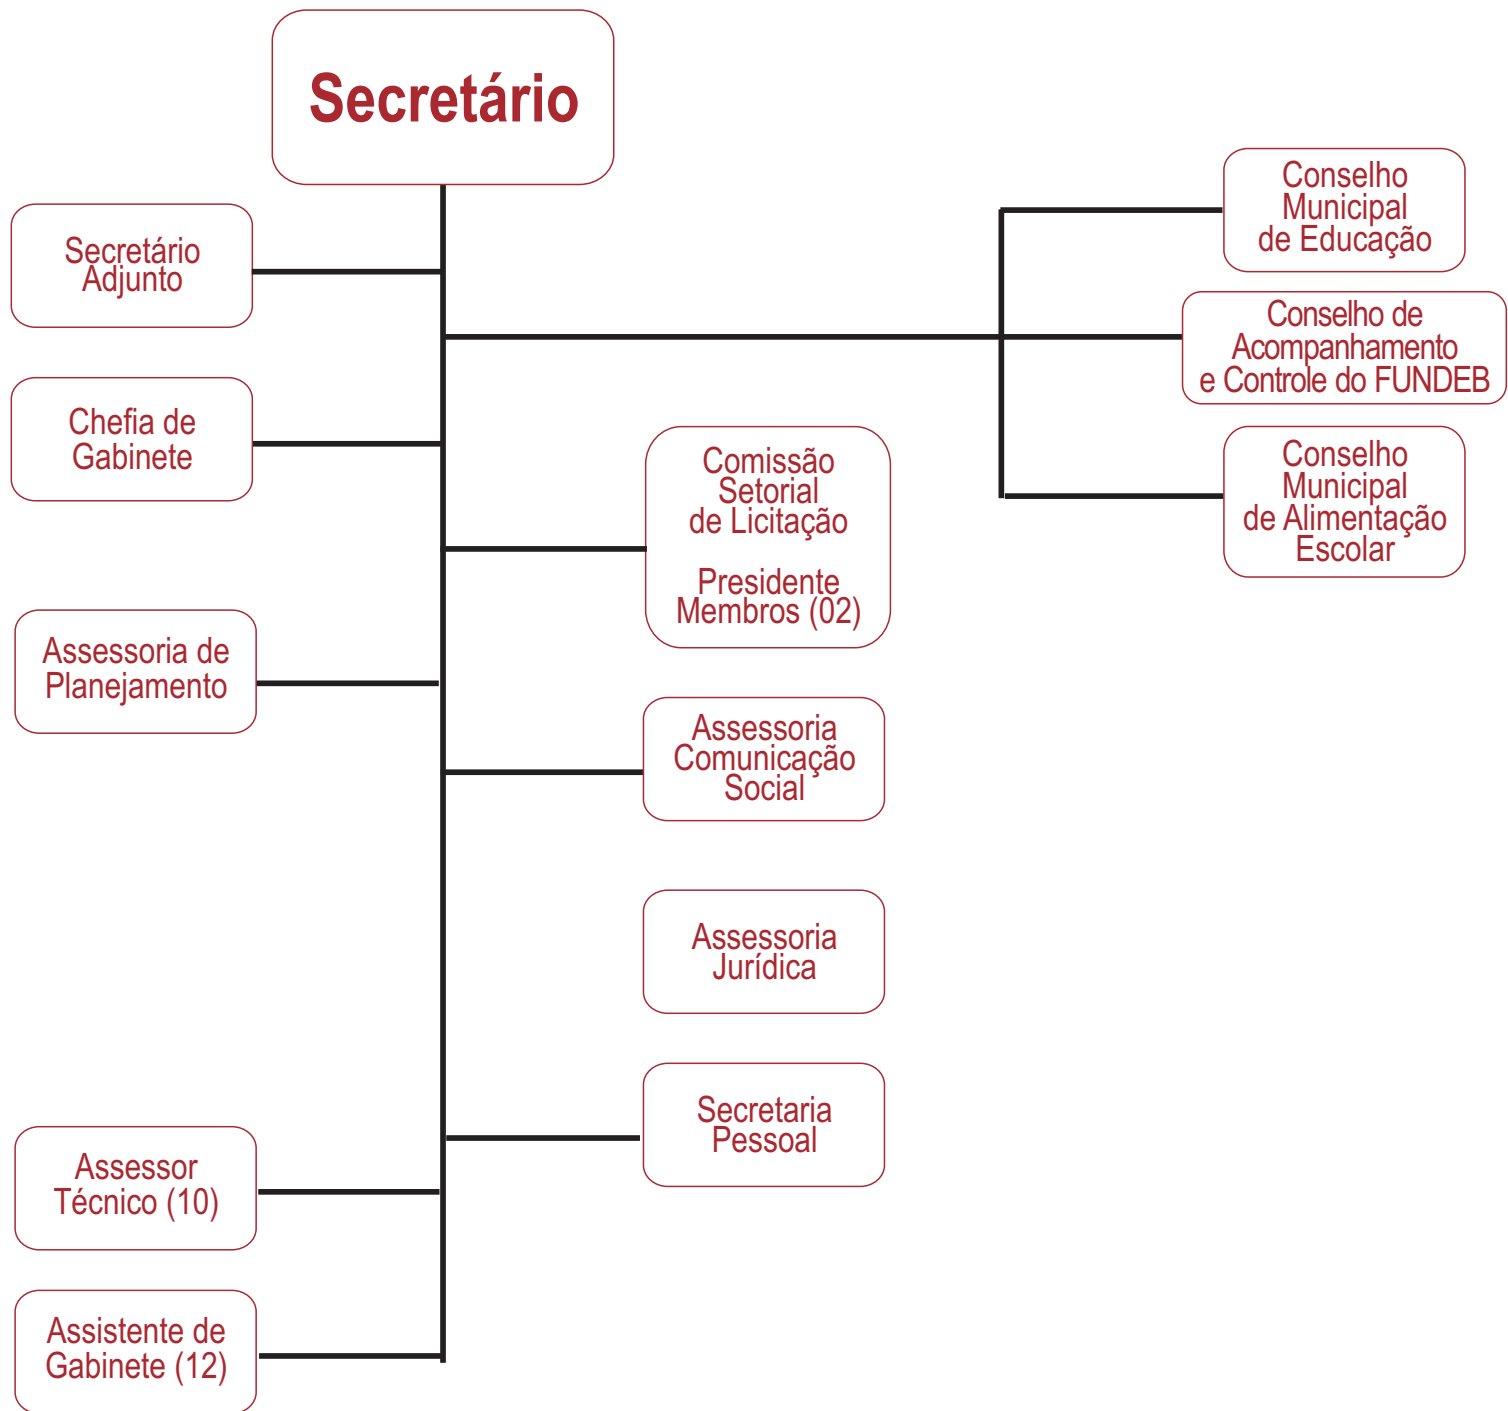 Secretário
Secretário
Adjunto
Chefia de
Gabinete
Assessoria de
Planejamento
Assessor
Técnico (10)
Assistente de
Gabinete (12)
Comissão
Setorial
de Licitação
Presidente
Membros (02)
Assessoria
Comunicação
Social
Assessoria
Jurídica
Secretaria
Pessoal
Conselho
Municipal
de Educação
Conselho de
Acompanhamento
e Controle do FUNDEB
Conselho
Municipal
de Alimentação
Escolar